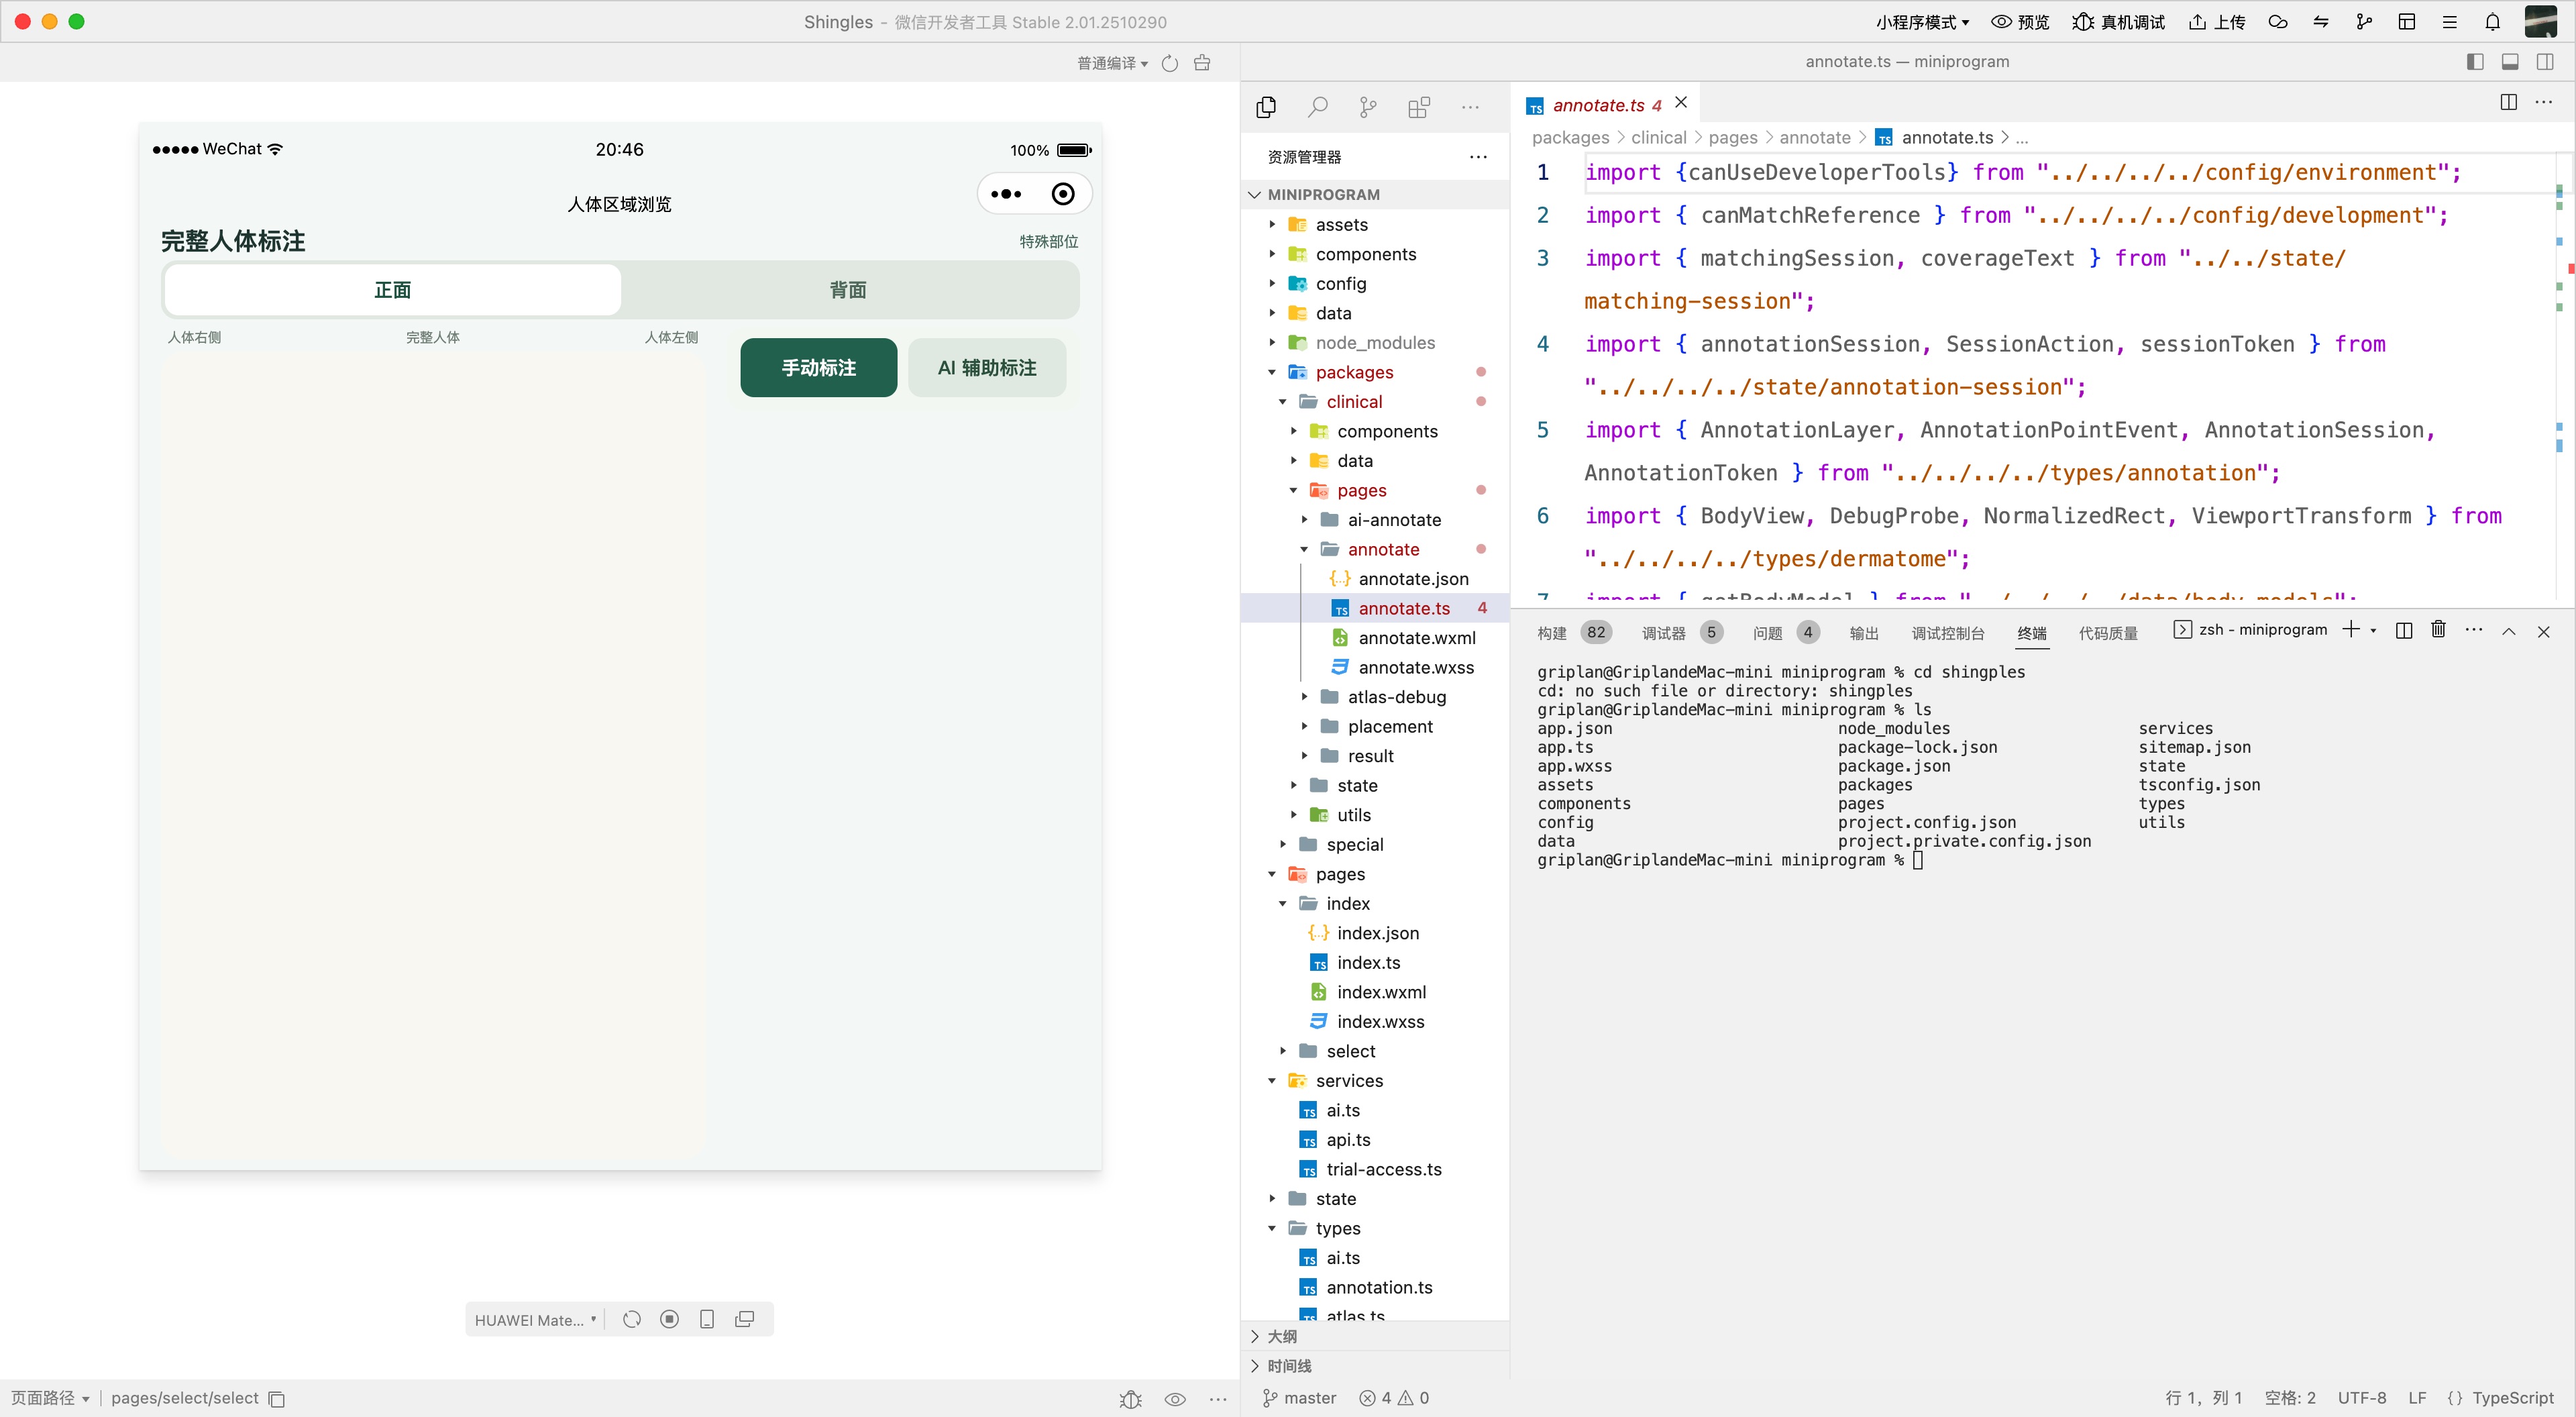 Shingles - 微信开发者工具 Stable 2.01.2510290
小程序模式 预览 真机调试 上传
普通编译
annotate.ts — miniprogram
WeChat 20:46 100%
人体区域浏览
完整人体标注 特殊部位
正面 背面
人体右侧 完整人体 人体左侧
手动标注 AI 辅助标注
HUAWEI Mate...
页面路径 pages/select/select
资源管理器
MINIPROGRAM
assets
components
config
data
node_modules
packages
clinical
components
data
pages
ai-annotate
annotate
annotate.json
annotate.ts 4
annotate.wxml
annotate.wxss
atlas-debug
placement
result
state
utils
special
pages
index
index.json
index.ts
index.wxml
index.wxss
select
services
ai.ts
api.ts
trial-access.ts
state
types
ai.ts
annotation.ts
atlas.ts
大纲
时间线
annotate.ts 4
packages > clinical > pages > annotate > annotate.ts > ...
1 import {canUseDeveloperTools} from "../../../../config/environment";
2 import { canMatchReference } from "../../../../config/development";
3 import { matchingSession, coverageText } from "../../state/
matching-session";
4 import { annotationSession, SessionAction, sessionToken } from
"../../../../state/annotation-session";
5 import { AnnotationLayer, AnnotationPointEvent, AnnotationSession,
AnnotationToken } from "../../../../types/annotation";
6 import { BodyView, DebugProbe, NormalizedRect, ViewportTransform } from
"../../../../types/dermatome";
7 import { getBodyModel } from "../../../../data/body-models";
构建 82 调试器 5 问题 4 输出 调试控制台 终端 代码质量 zsh - miniprogram
griplan@GriplandeMac-mini miniprogram % cd shingples
cd: no such file or directory: shingples
griplan@GriplandeMac-mini miniprogram % ls
app.json node_modules services
app.ts package-lock.json sitemap.json
app.wxss package.json state
assets packages tsconfig.json
components pages types
config project.config.json utils
data project.private.config.json
griplan@GriplandeMac-mini miniprogram %
master 4 0
行 1，列 1 空格: 2 UTF-8 LF {} TypeScript